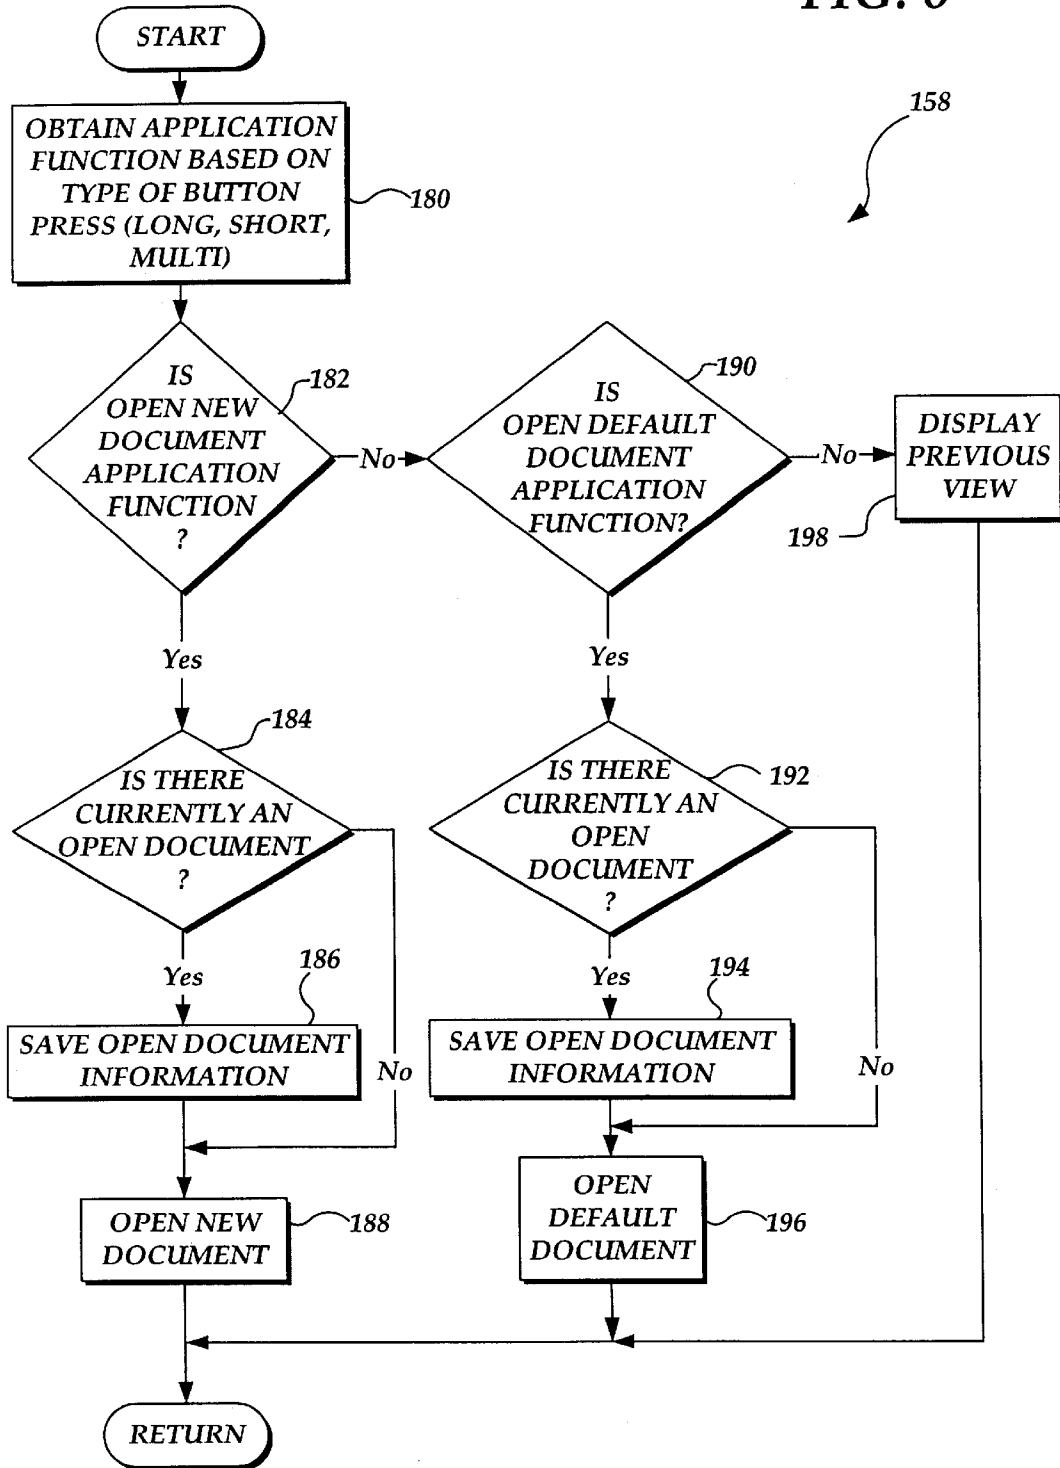 FIG.
START
158
OBTAIN APPLICATION
FUNCTION BASED ON
TYPE OF BUTTON
PRESS (LONG, SHORT,
MULTI)
180
IS
OPEN NEW
DOCUMENT
APPLICATION
FUNCTION
?
182
No
IS
OPEN DEFAULT
DOCUMENT
APPLICATION
FUNCTION?
190
No
DISPLAY
PREVIOUS
VIEW
198
Yes
Yes
184
IS THERE
CURRENTLY AN
OPEN DOCUMENT
?
IS THERE
CURRENTLY AN
OPEN
DOCUMENT
?
192
Yes
186
Yes
194
SAVE OPEN DOCUMENT
INFORMATION
No
SAVE OPEN DOCUMENT
INFORMATION
No
OPEN NEW
DOCUMENT
188
OPEN
DEFAULT
DOCUMENT
196
RETURN